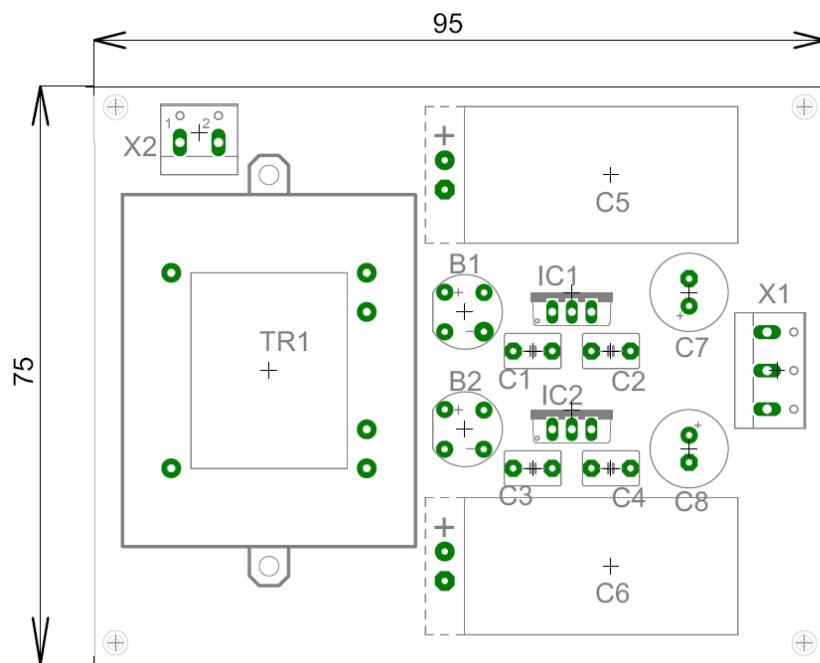 95
75
1 2
X2
+
C5
B1
+
−
IC1
+
C7
X1
TR1
C1
C2
B2
+
−
IC2
+
C3
C4
C8
+
C6